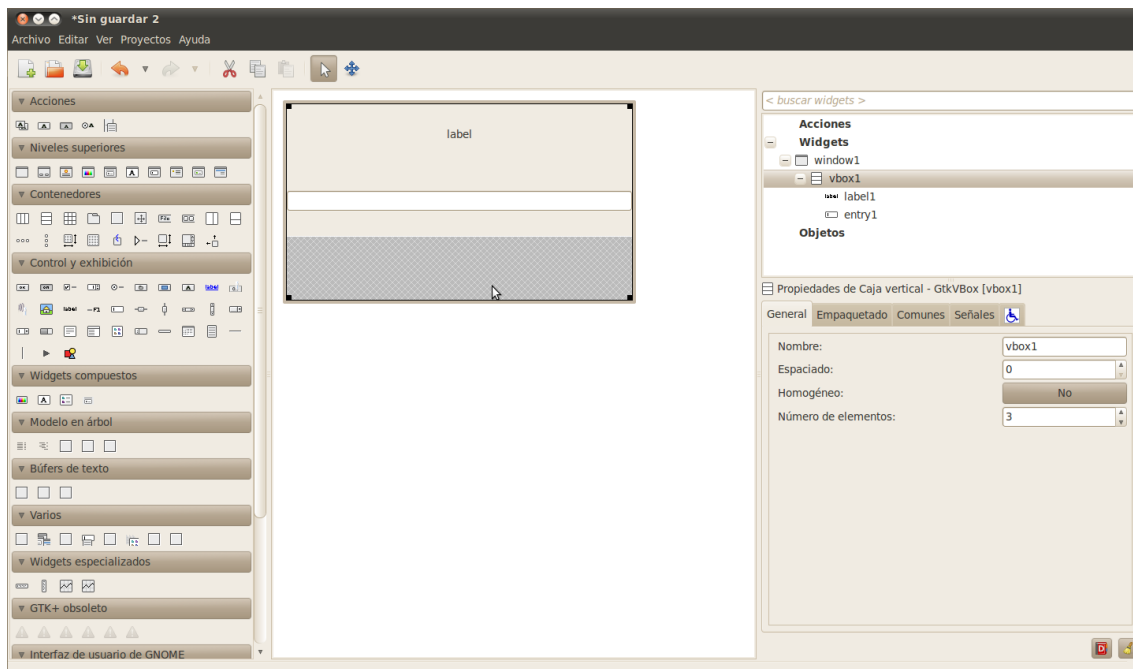 *Sin guardar 2
Archivo Editar Ver Proyectos Ayuda
Acciones
Niveles superiores
Contenedores
Control y exhibición
Widgets compuestos
Modelo en árbol
Búfers de texto
Varios
Widgets especializados
GTK+ obsoleto
Interfaz de usuario de GNOME
label
< buscar widgets >
Acciones
Widgets
window1
vbox1
label1
entry1
Objetos
Propiedades de Caja vertical - GtkVBox [vbox1]
General Empaquetado Comunes Señales
Nombre: vbox1
Espaciado: 0
Homogéneo: No
Número de elementos: 3